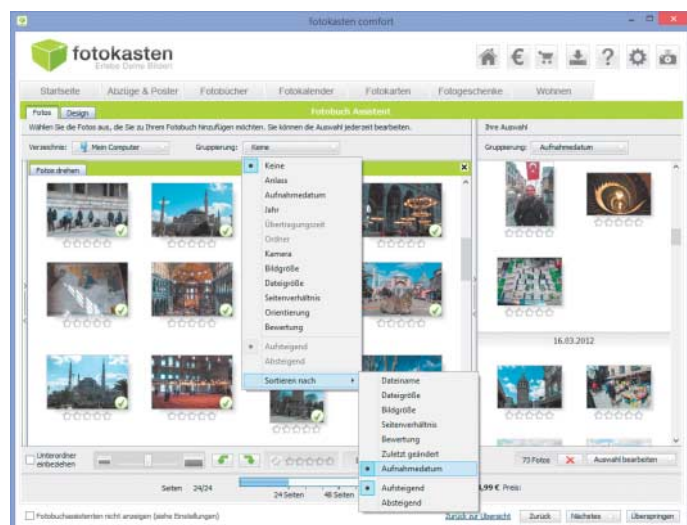 fotokasten comfort
fotokasten
Erlebe Deine Bilder!
Startseite Abzüge & Poster Fotobücher Fotokalender Fotokarten Fotogeschenke Wohnen
Fotos Design Fotobuch Assistent
Wählen Sie die Fotos aus, die Sie zu Ihrem Fotobuch hinzufügen möchten. Sie können die Auswahl jederzeit bearbeiten. Ihre Auswahl
Verzeichnis: Mein Computer Gruppierung: Keine Gruppierung: Aufnahmedatum
Fotos drehen
Keine
Anlass
Aufnahmedatum
Jahr
Übertragungszeit
Ordner
Kamera
Bildgröße
Dateigröße
Seitenverhältnis
Orientierung
Bewertung
Aufsteigend
Absteigend
Sortieren nach
16.03.2012
Dateiname
Dateigröße
Bildgröße
Seitenverhältnis
Bewertung
Zuletzt geändert
Aufnahmedatum
Aufsteigend
Absteigend
Unterordner
einbeziehen
73 Fotos Auswahl bearbeiten
Seiten 24/24 24 Seiten 48 Seiten ,99 € Preis:
Fotobuchassistenten nicht anzeigen (siehe Einstellungen) Zurück zur Übersicht Zurück Nächstes Überspringen